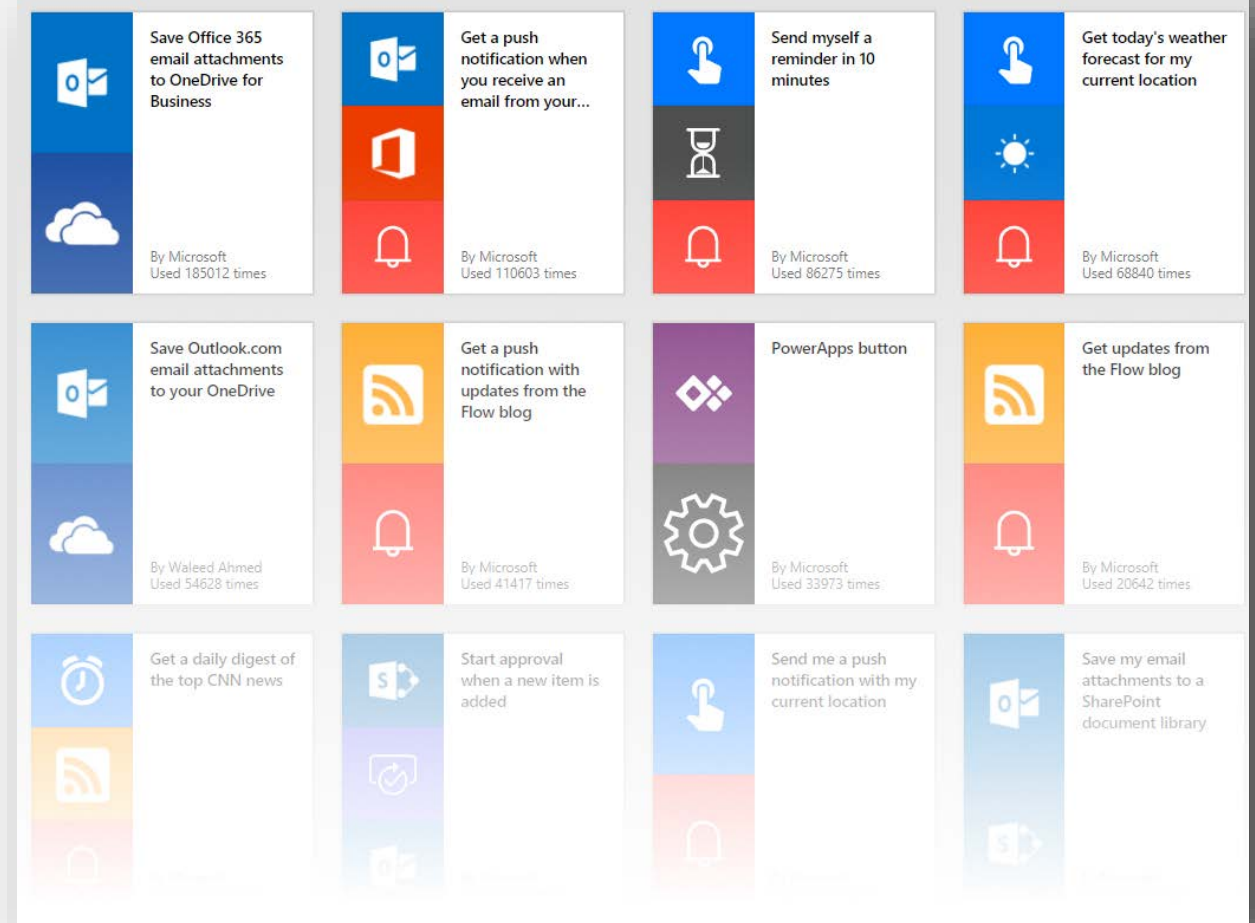 Save Office 365
email attachments
to OneDrive for
Business
By Microsoft
Used 185012 times
Get a push
notification when
you receive an
email from your...
By Microsoft
Used 110603 times
Send myself a
reminder in 10
minutes
By Microsoft
Used 86275 times
Get today's weather
forecast for my
current location
By Microsoft
Used 68840 times
Save Outlook.com
email attachments
to your OneDrive
By Waleed Ahmed
Used 54628 times
Get a push
notification with
updates from the
Flow blog
By Microsoft
Used 41417 times
PowerApps button
By Microsoft
Used 33973 times
Get updates from
the Flow blog
By Microsoft
Used 20642 times
Get a daily digest of
the top CNN news
Start approval
when a new item is
added
Send me a push
notification with my
current location
Save my email
attachments to a
SharePoint
document library